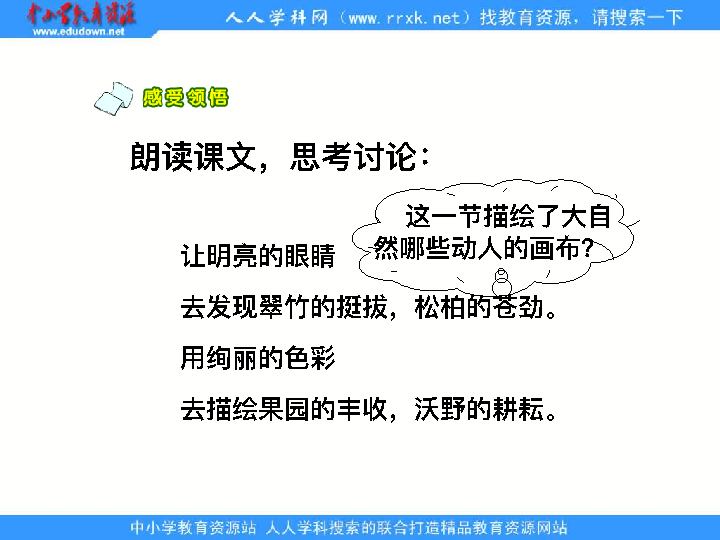 中小学教育资源
www.edudown.net
人人学科网（www.rrxk.net）找教育资源，请搜索一下
感受领悟
朗读课文，思考讨论：
这一节描绘了大自
然哪些动人的画布？
让明亮的眼睛
去发现翠竹的挺拔，松柏的苍劲。
用绚丽的色彩
去描绘果园的丰收，沃野的耕耘。
中小学教育资源站 人人学科搜索的联合打造精品教育资源网站